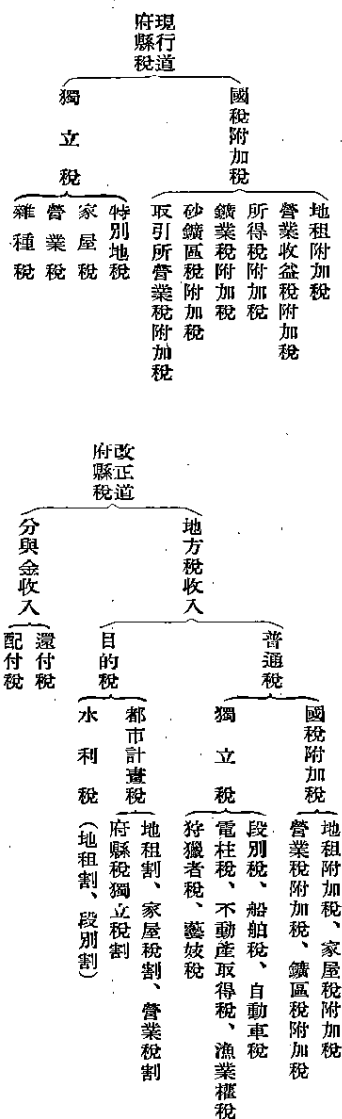 現行道
府縣稅
國稅附加稅
地租附加稅
營業收益稅附加稅
所得稅附加稅
鑛業稅附加稅
砂鑛區稅附加稅
取引所營業稅附加稅
獨立稅
特別地稅
家屋稅
營業稅
雜種稅
改正道
府縣稅
地方稅收入
普通稅
國稅附加稅
地租附加稅、家屋稅附加稅
營業稅附加稅、鑛區稅附加稅
獨立稅
段別稅、船舶稅、自動車稅
電柱稅、不動產取得稅、漁業權稅
狩獵者稅、藝妓稅
目的稅
都市計畫稅
地租割、家屋稅割、營業稅割
府縣稅獨立稅割
水利稅
（地租割、段別割）
分與金收入
還付稅
配付稅